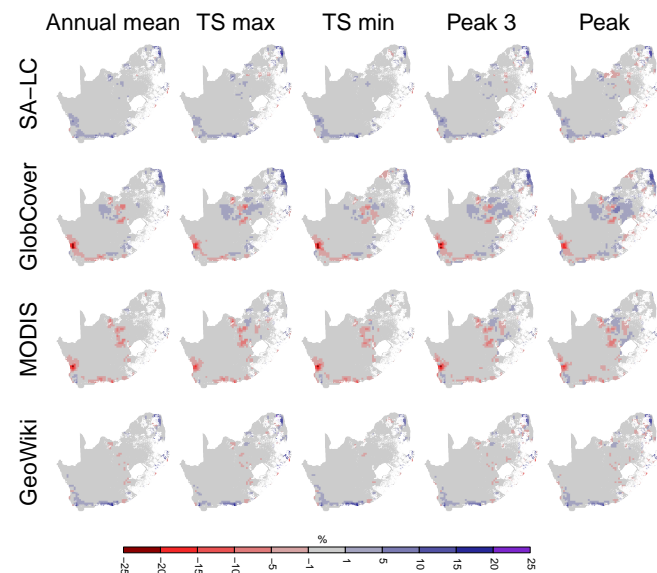 Annual mean TS max TS min Peak 3 Peak
SA−LC
GlobCover
MODIS
GeoWiki
%
−25 −20 −15 −10 −5 −1 1 5 10 15 20 25